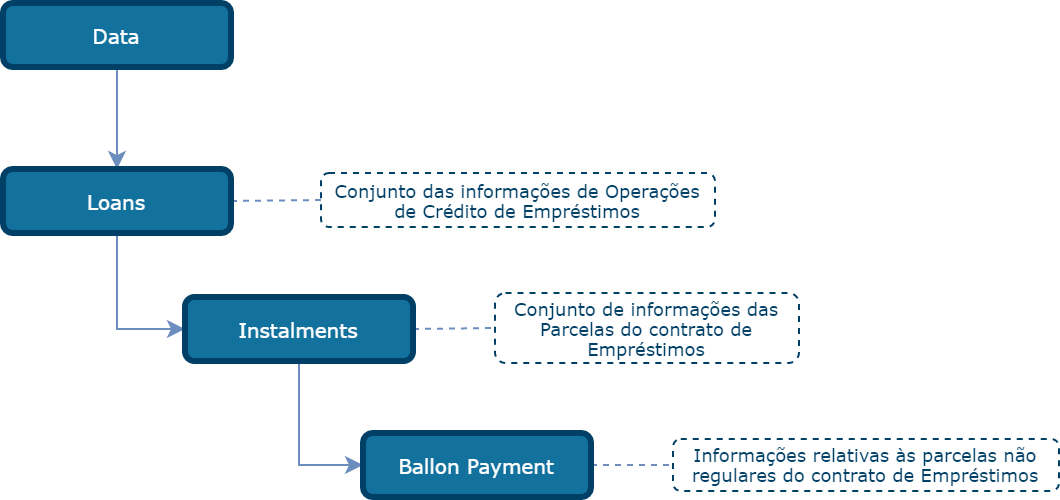 Data
Loans
Conjunto das informações de Operações
de Crédito de Empréstimos
Instalments
Conjunto de informações das
Parcelas do contrato de
Empréstimos
Ballon Payment
Informações relativas às parcelas não
regulares do contrato de Empréstimos